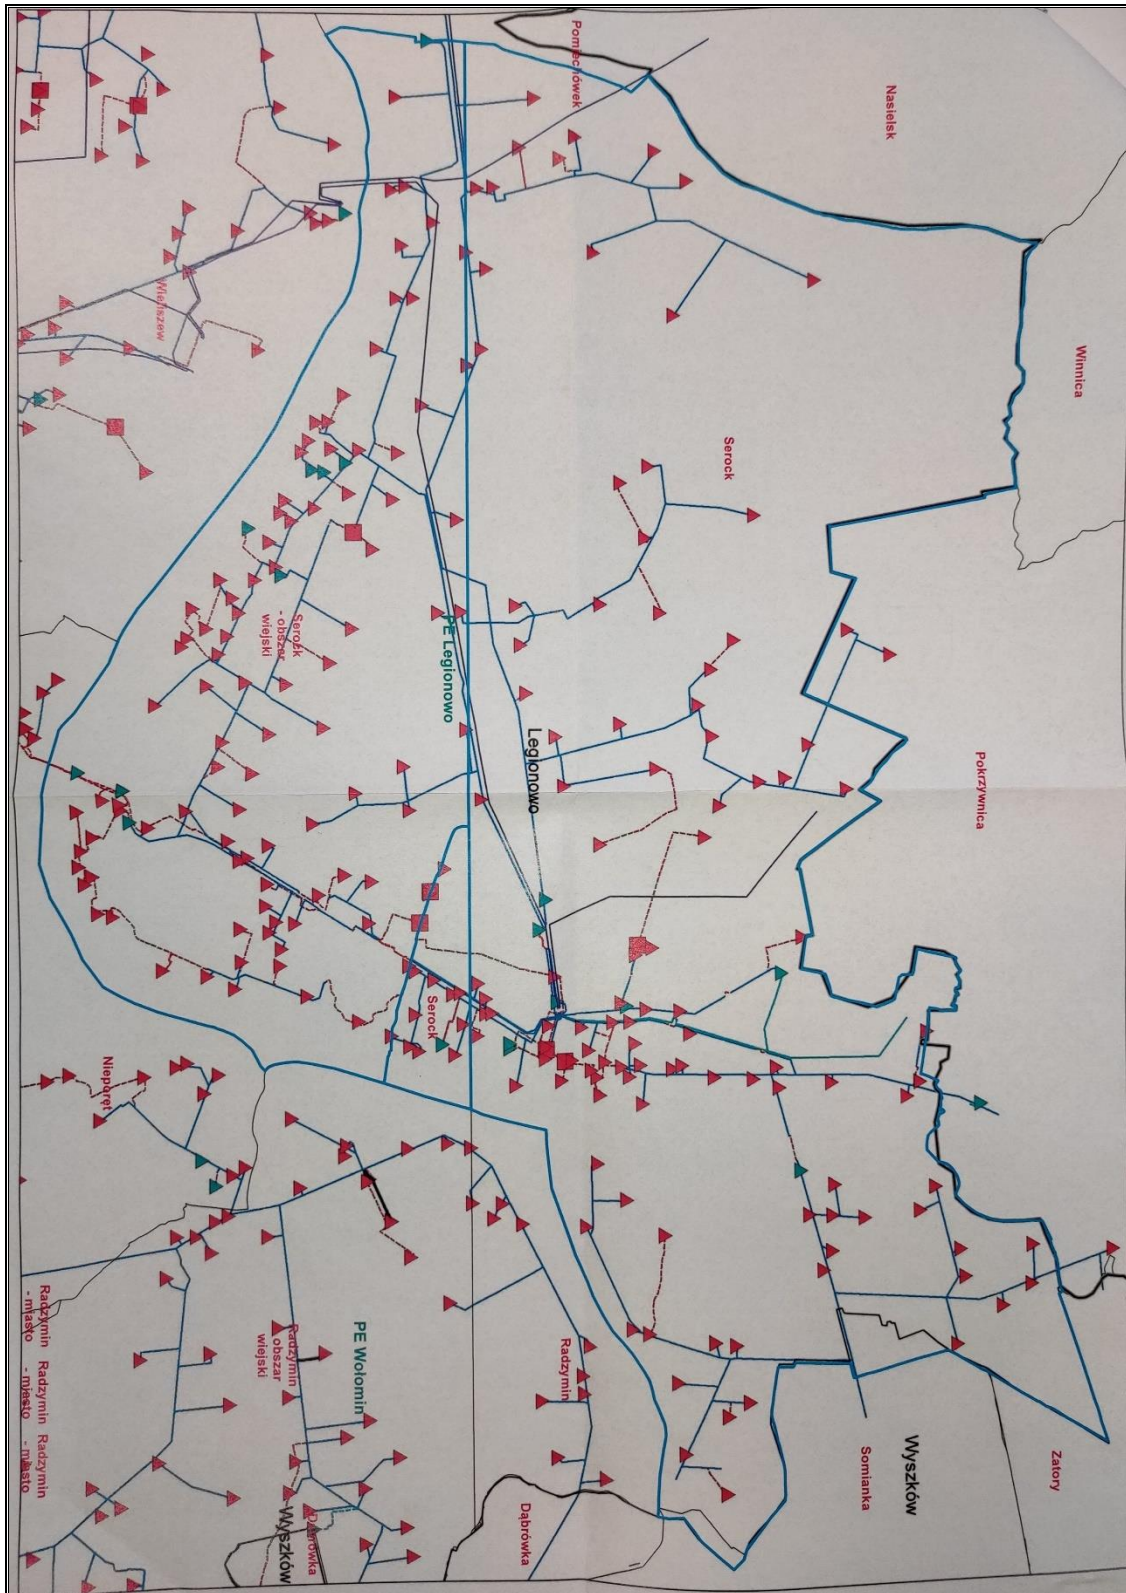 Pomiechówek
Nasielsk
Winnica
Wieliszew
Serock
Serock
- obszar
wiejski
PE Legionowo
Legionowo
Pokrzywnica
Serock
Nieporęt
Radzymin
- miasto
Radzymin
- miasto
Radzymin
- miasto
Radzymin
obszar
wiejski
PE Wołomin
Radzymin
Somianka
Wyszków
Zatory
Dąbrówka
Dąbrówka
Wyszków